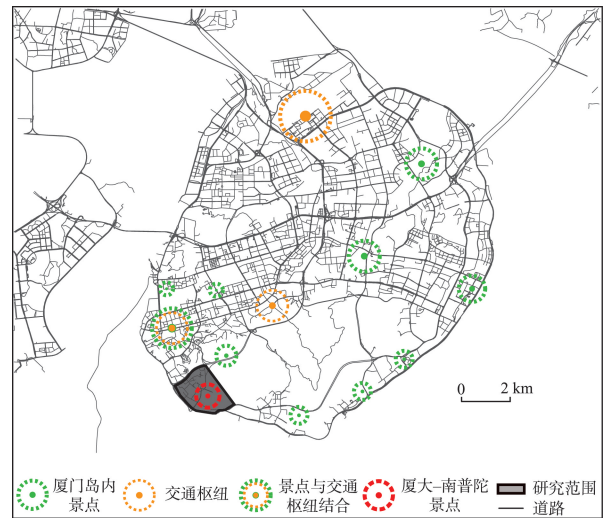 0 2 km
厦门岛内
景点
交通枢纽
景点与交通
枢纽结合
厦大–南普陀
景点
研究范围
道路